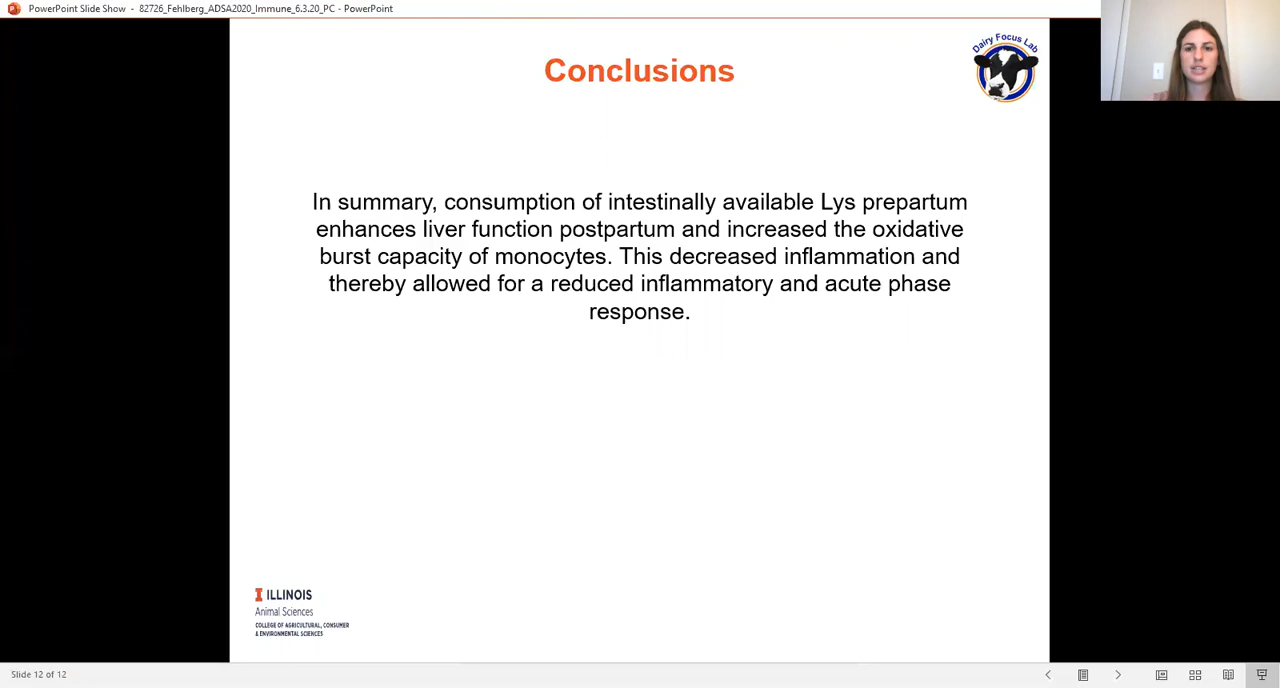 PowerPoint Slide Show - 82726_Fehlberg_ADSA2020_Immune_6.3.20_PC - PowerPoint
Conclusions
Dairy Focus Lab
In summary, consumption of intestinally available Lys prepartum
enhances liver function postpartum and increased the oxidative
burst capacity of monocytes. This decreased inflammation and
thereby allowed for a reduced inflammatory and acute phase
response.
I ILLINOIS
Animal Sciences
COLLEGE OF AGRICULTURAL, CONSUMER
& ENVIRONMENTAL SCIENCES
Slide 12 of 12